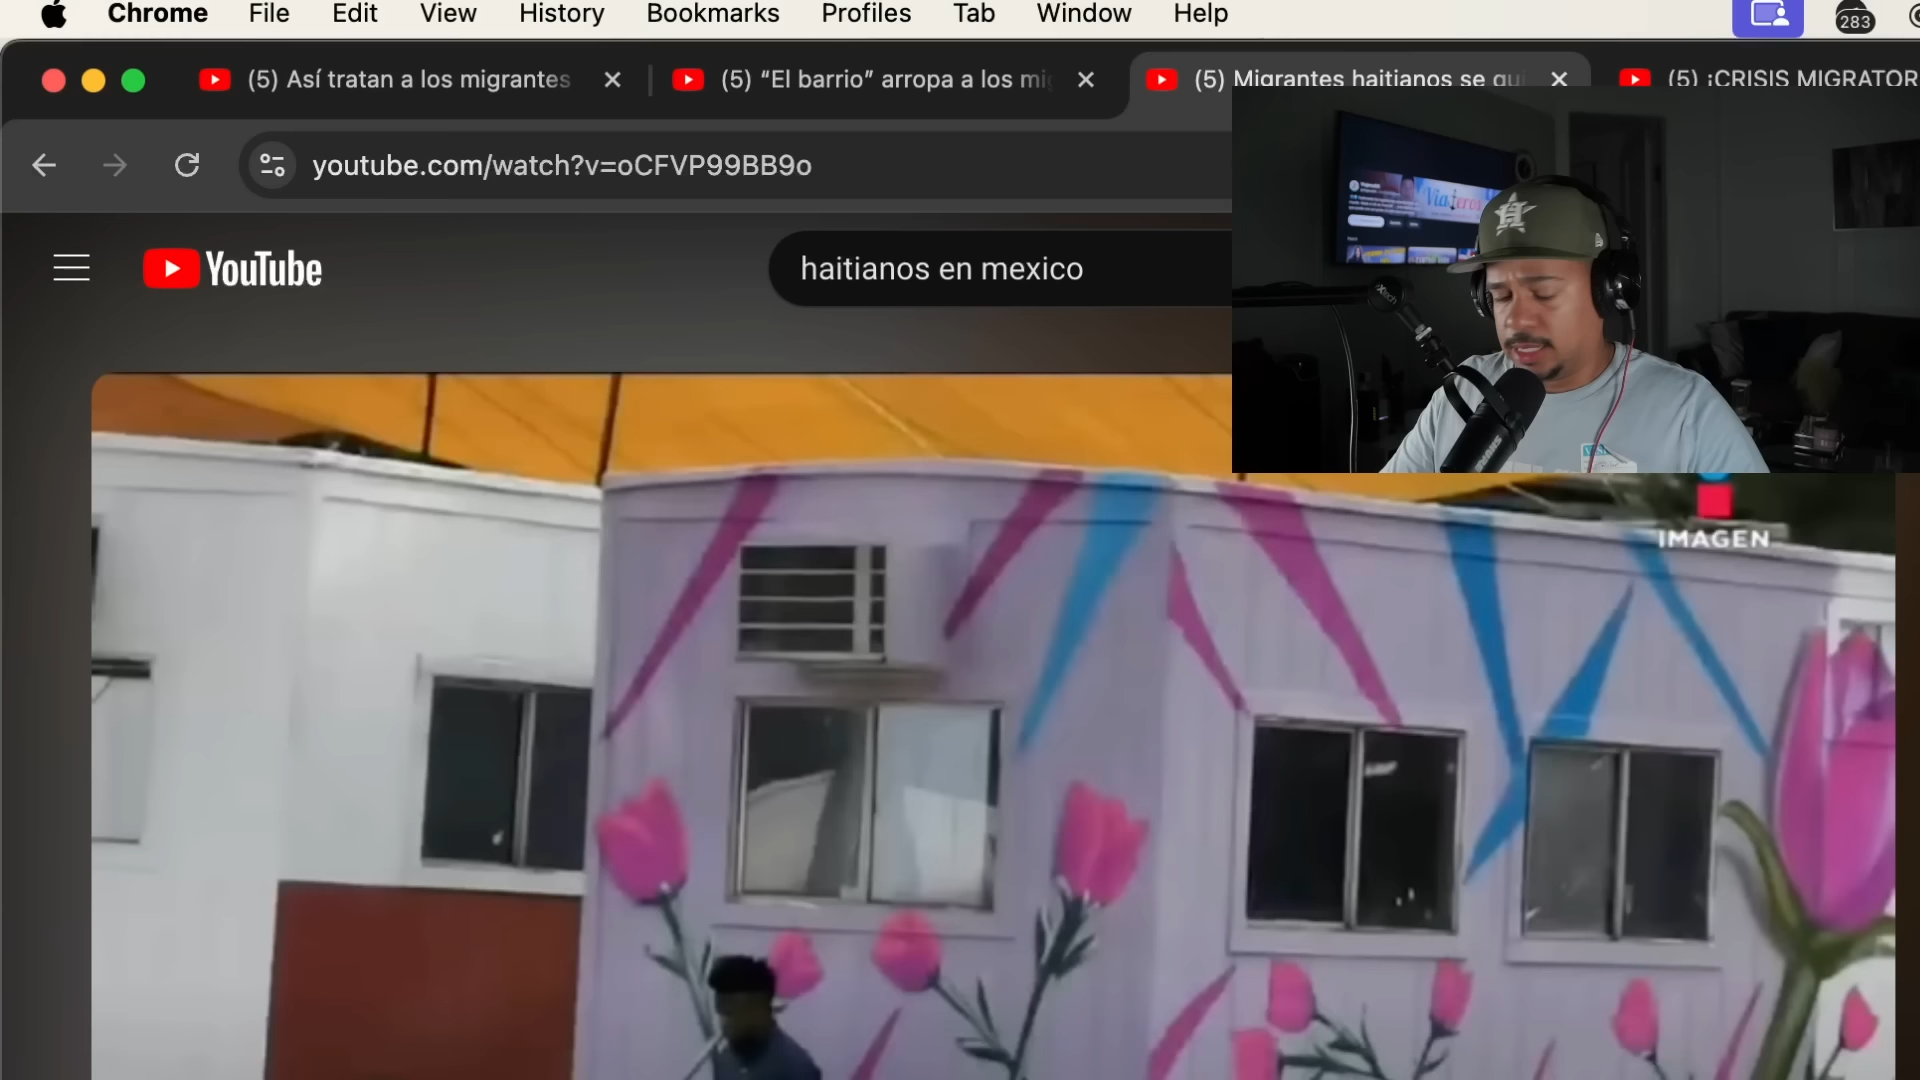 Chrome File Edit View History Bookmarks Profiles Tab Window Help 283
(5) Así tratan a los migrantes (5) “El barrio” arropa a los mi (5) Migrantes haitianos se qui (5) ¡CRISIS MIGRATOR
youtube.com/watch?v=oCFVP99BB9o
YouTube haitianos en mexico
Viajeros
IMAGEN